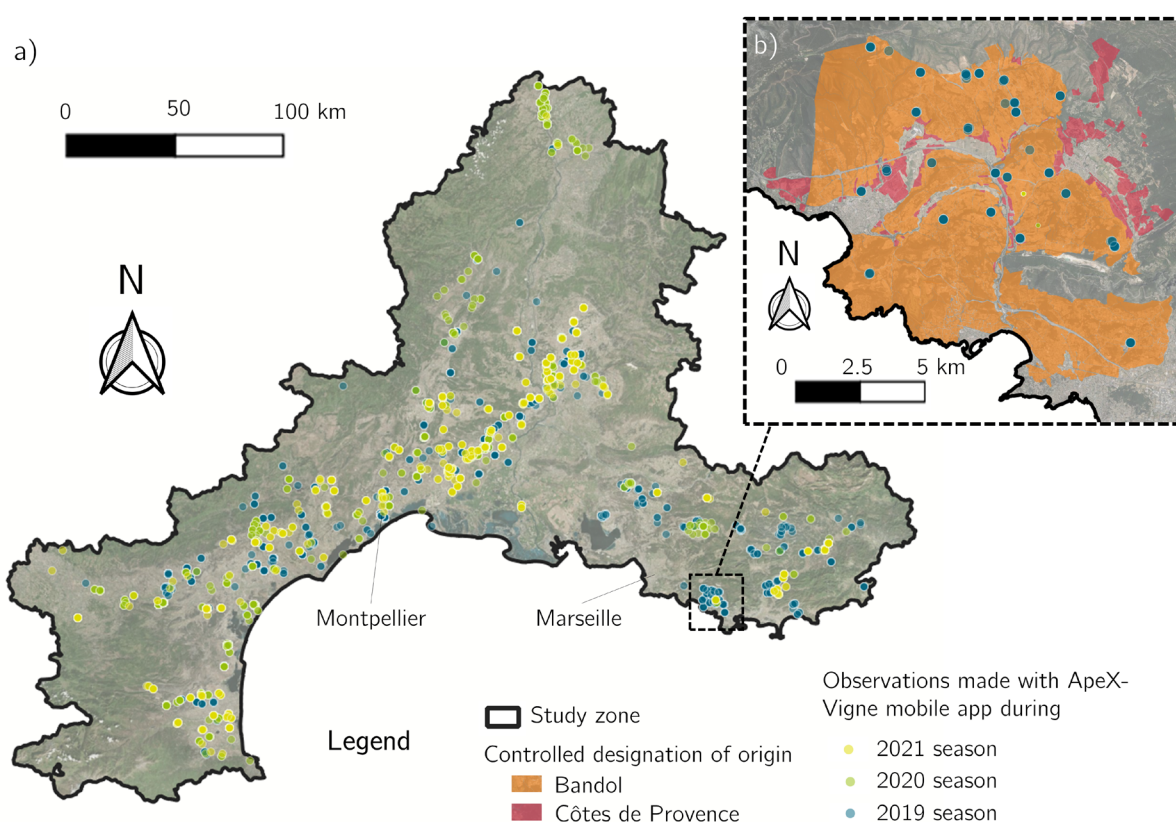 a)
0 50 100 km
N
b)
N
0 2.5 5 km
Montpellier
Marseille
Legend
Study zone
Controlled designation of origin
Bandol
Côtes de Provence
Observations made with ApeX-
Vigne mobile app during
2021 season
2020 season
2019 season